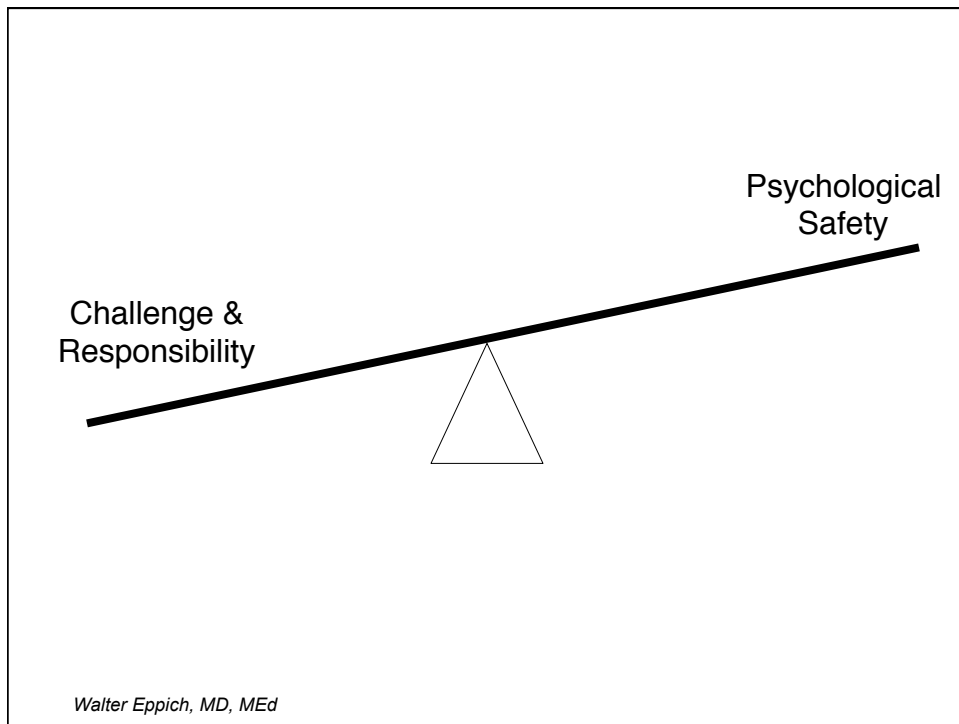 Psychological
Safety
Challenge &
Responsibility
Walter Eppich, MD, MEd